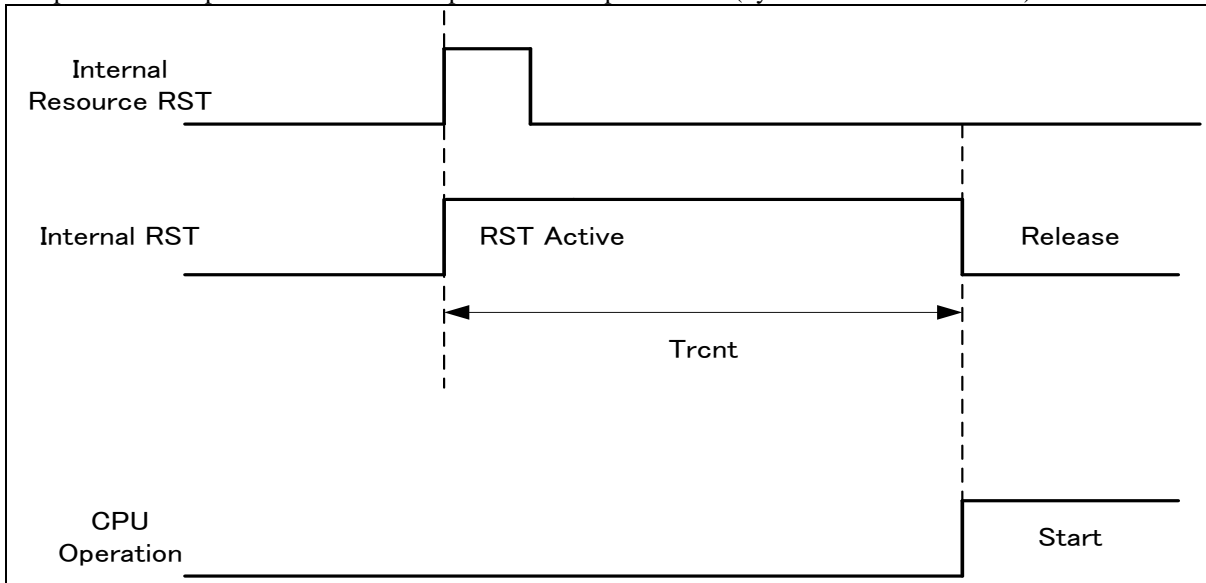 Internal
Resource RST
Internal RST
RST Active
Release
Trcnt
CPU
Operation
Start